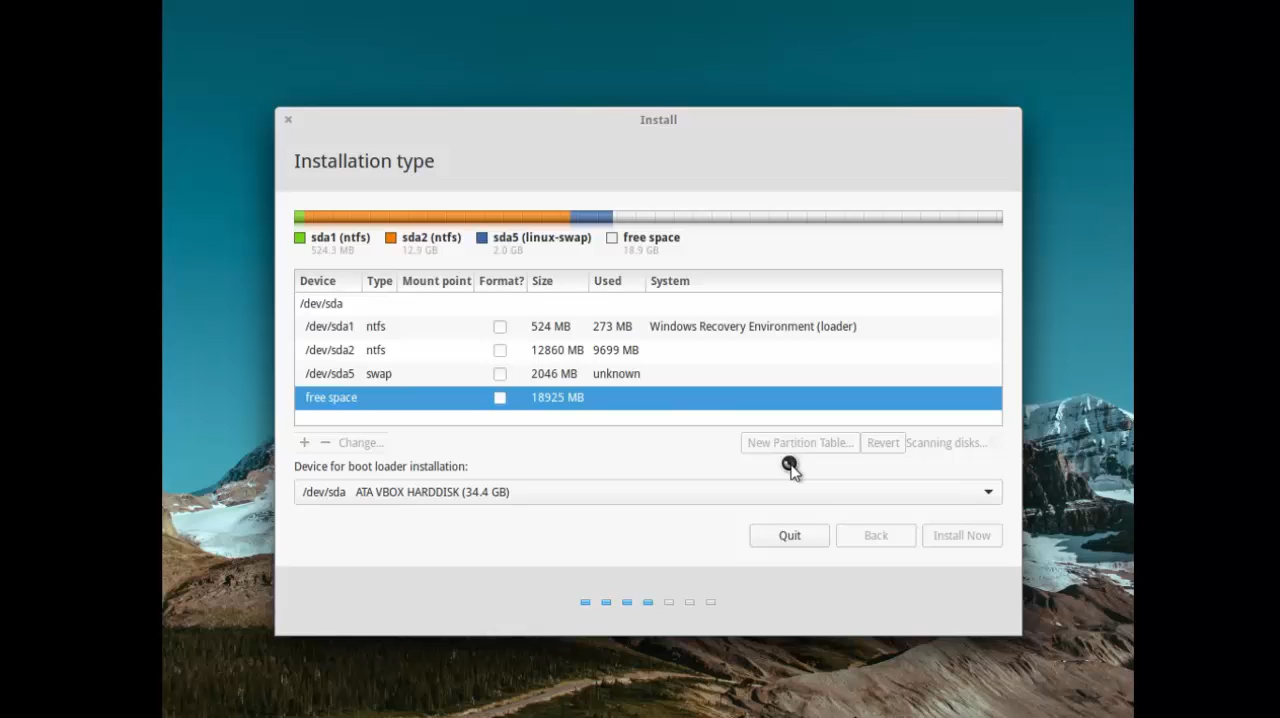 Install
Installation type
sda1 (ntfs) sda2 (ntfs) sda5 (linux-swap) free space
524.3 MB 12.9 GB 2.0 GB 18.9 GB
Device Type Mount point Format? Size Used System
/dev/sda
/dev/sda1 ntfs 524 MB 273 MB Windows Recovery Environment (loader)
/dev/sda2 ntfs 12860 MB 9699 MB
/dev/sda5 swap 2046 MB unknown
free space 18925 MB
+ − Change... New Partition Table... Revert Scanning disks...
Device for boot loader installation:
/dev/sda ATA VBOX HARDDISK (34.4 GB)
Quit Back Install Now